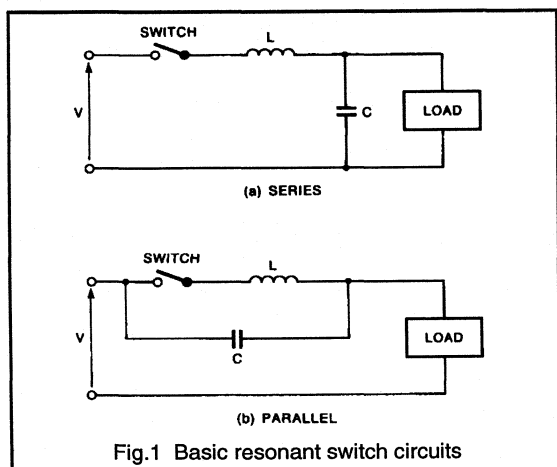 SWITCH
L
V
C
LOAD
(a) SERIES
SWITCH
L
V
C
LOAD
(b) PARALLEL
Fig.1 Basic resonant switch circuits